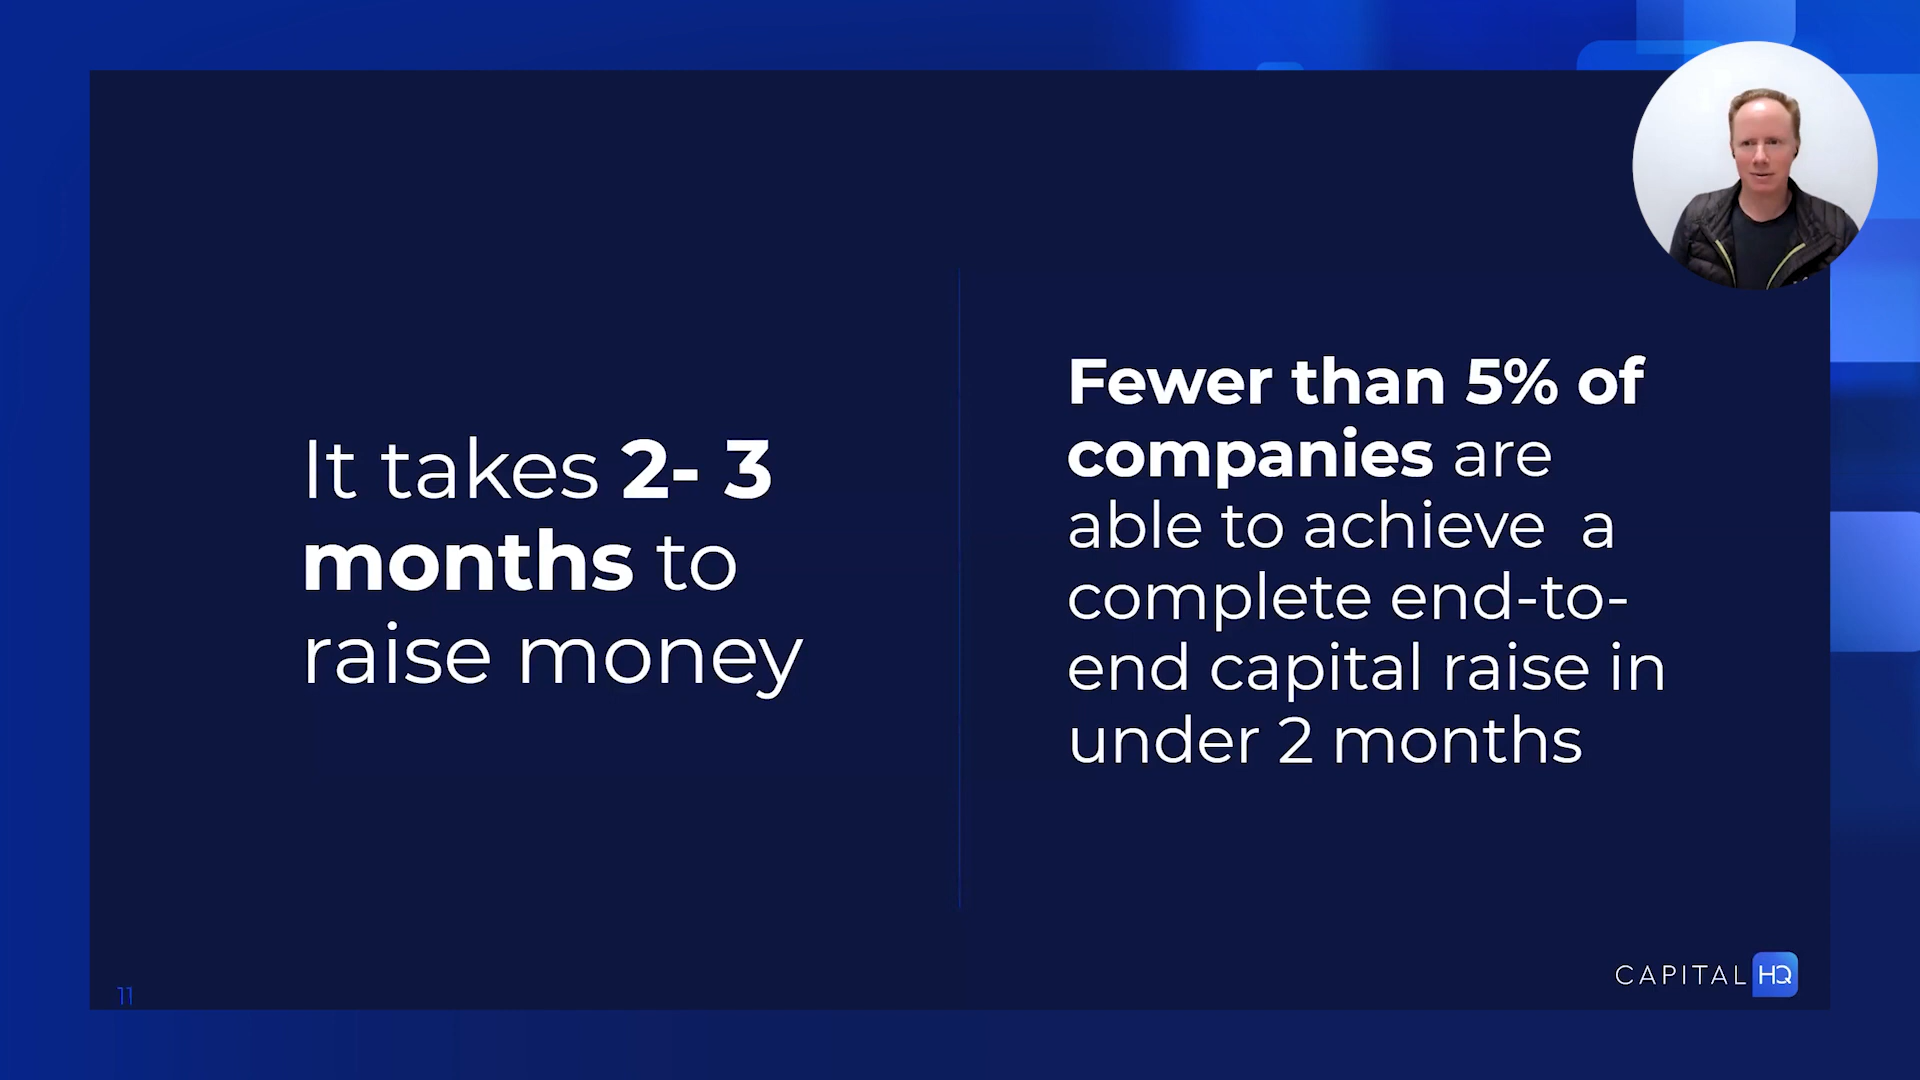 It takes 2- 3
months to
raise money
Fewer than 5% of
companies are
able to achieve  a
complete end-to-
end capital raise in
under 2 months
11
CAPITAL HQ